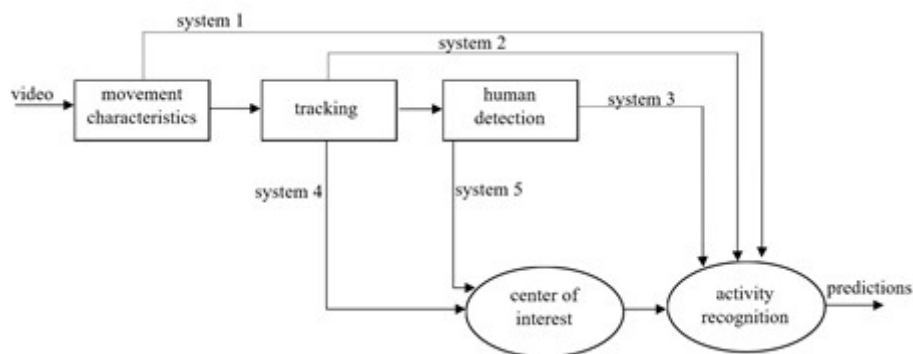 system 1
system 2
video
movement
characteristics
tracking
human
detection
system 3
system 4
system 5
center of
interest
activity
recognition
predictions